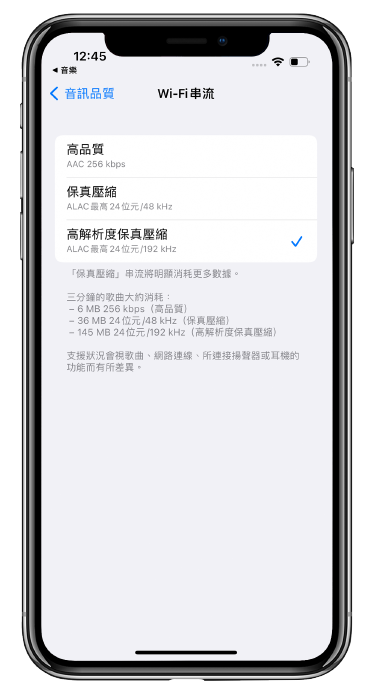 12:45
◀ 音樂
音訊品質
Wi-Fi 串流
高品質
AAC 256 kbps
保真壓縮
ALAC 最高 24 位元/48 kHz
高解析度保真壓縮
ALAC 最高 24 位元/192 kHz
「保真壓縮」串流將明顯消耗更多數據。
三分鐘的歌曲大約消耗：
– 6 MB 256 kbps（高品質）
– 36 MB 24 位元/48 kHz（保真壓縮）
– 145 MB 24 位元/192 kHz（高解析度保真壓縮）
支援狀況會視歌曲、網路連線、所連接揚聲器或耳機的
功能而有所差異。